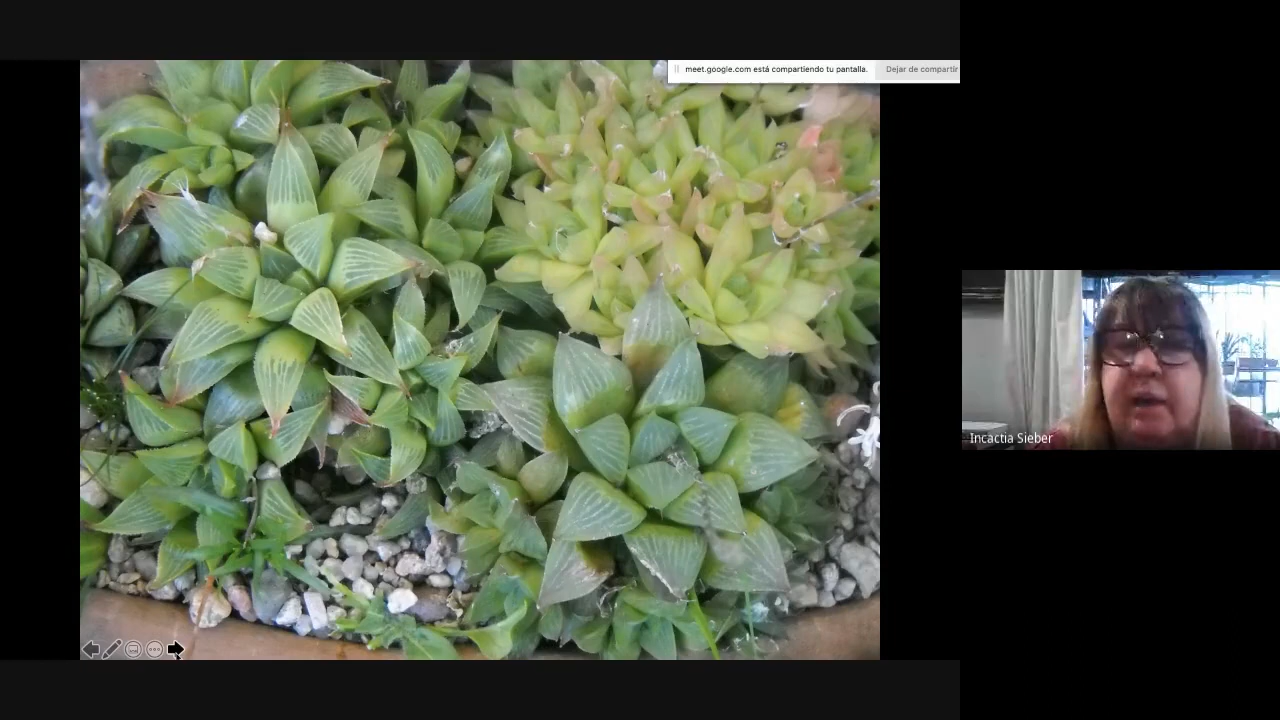 meet.google.com está compartiendo tu pantalla.
Dejar de compartir
Incactia Sieber